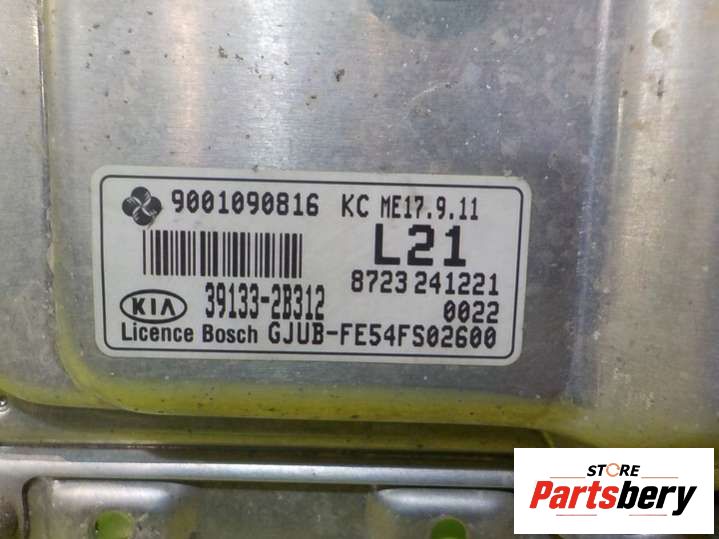 9001090816 KC ME17.9.11
L21
8723 241221
39133-2B312
0022
KIA
Licence Bosch GJUB-FE54FS02600
STORE
Partsbery